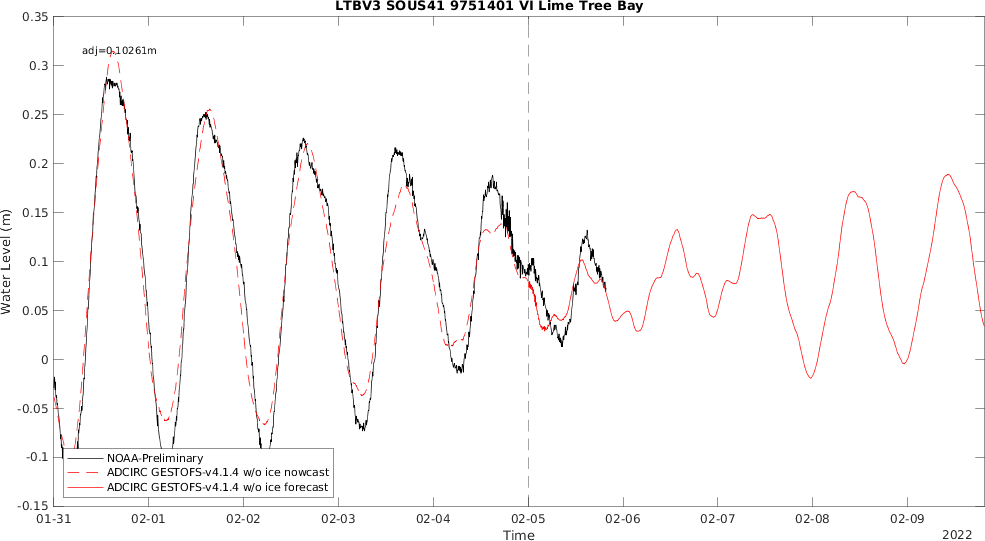 LTBV3 SOUS41 9751401 VI Lime Tree Bay
adj=0.10261m
0.35
0.3
0.25
0.2
0.15
0.1
0.05
0
-0.05
-0.1
-0.15
Water Level (m)
NOAA-Preliminary
ADCIRC GESTOFS-v4.1.4 w/o ice nowcast
ADCIRC GESTOFS-v4.1.4 w/o ice forecast
01-31 02-01 02-02 02-03 02-04 02-05 02-06 02-07 02-08 02-09
Time
2022